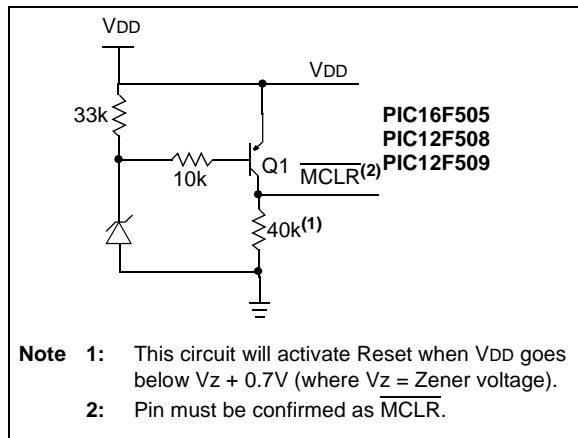 VDD
VDD
33k
PIC16F505
PIC12F508
Q1 MCLR(2) PIC12F509
10k
40k(1)
Note 1: This circuit will activate Reset when VDD goes
below Vz + 0.7V (where Vz = Zener voltage).
2: Pin must be confirmed as MCLR.